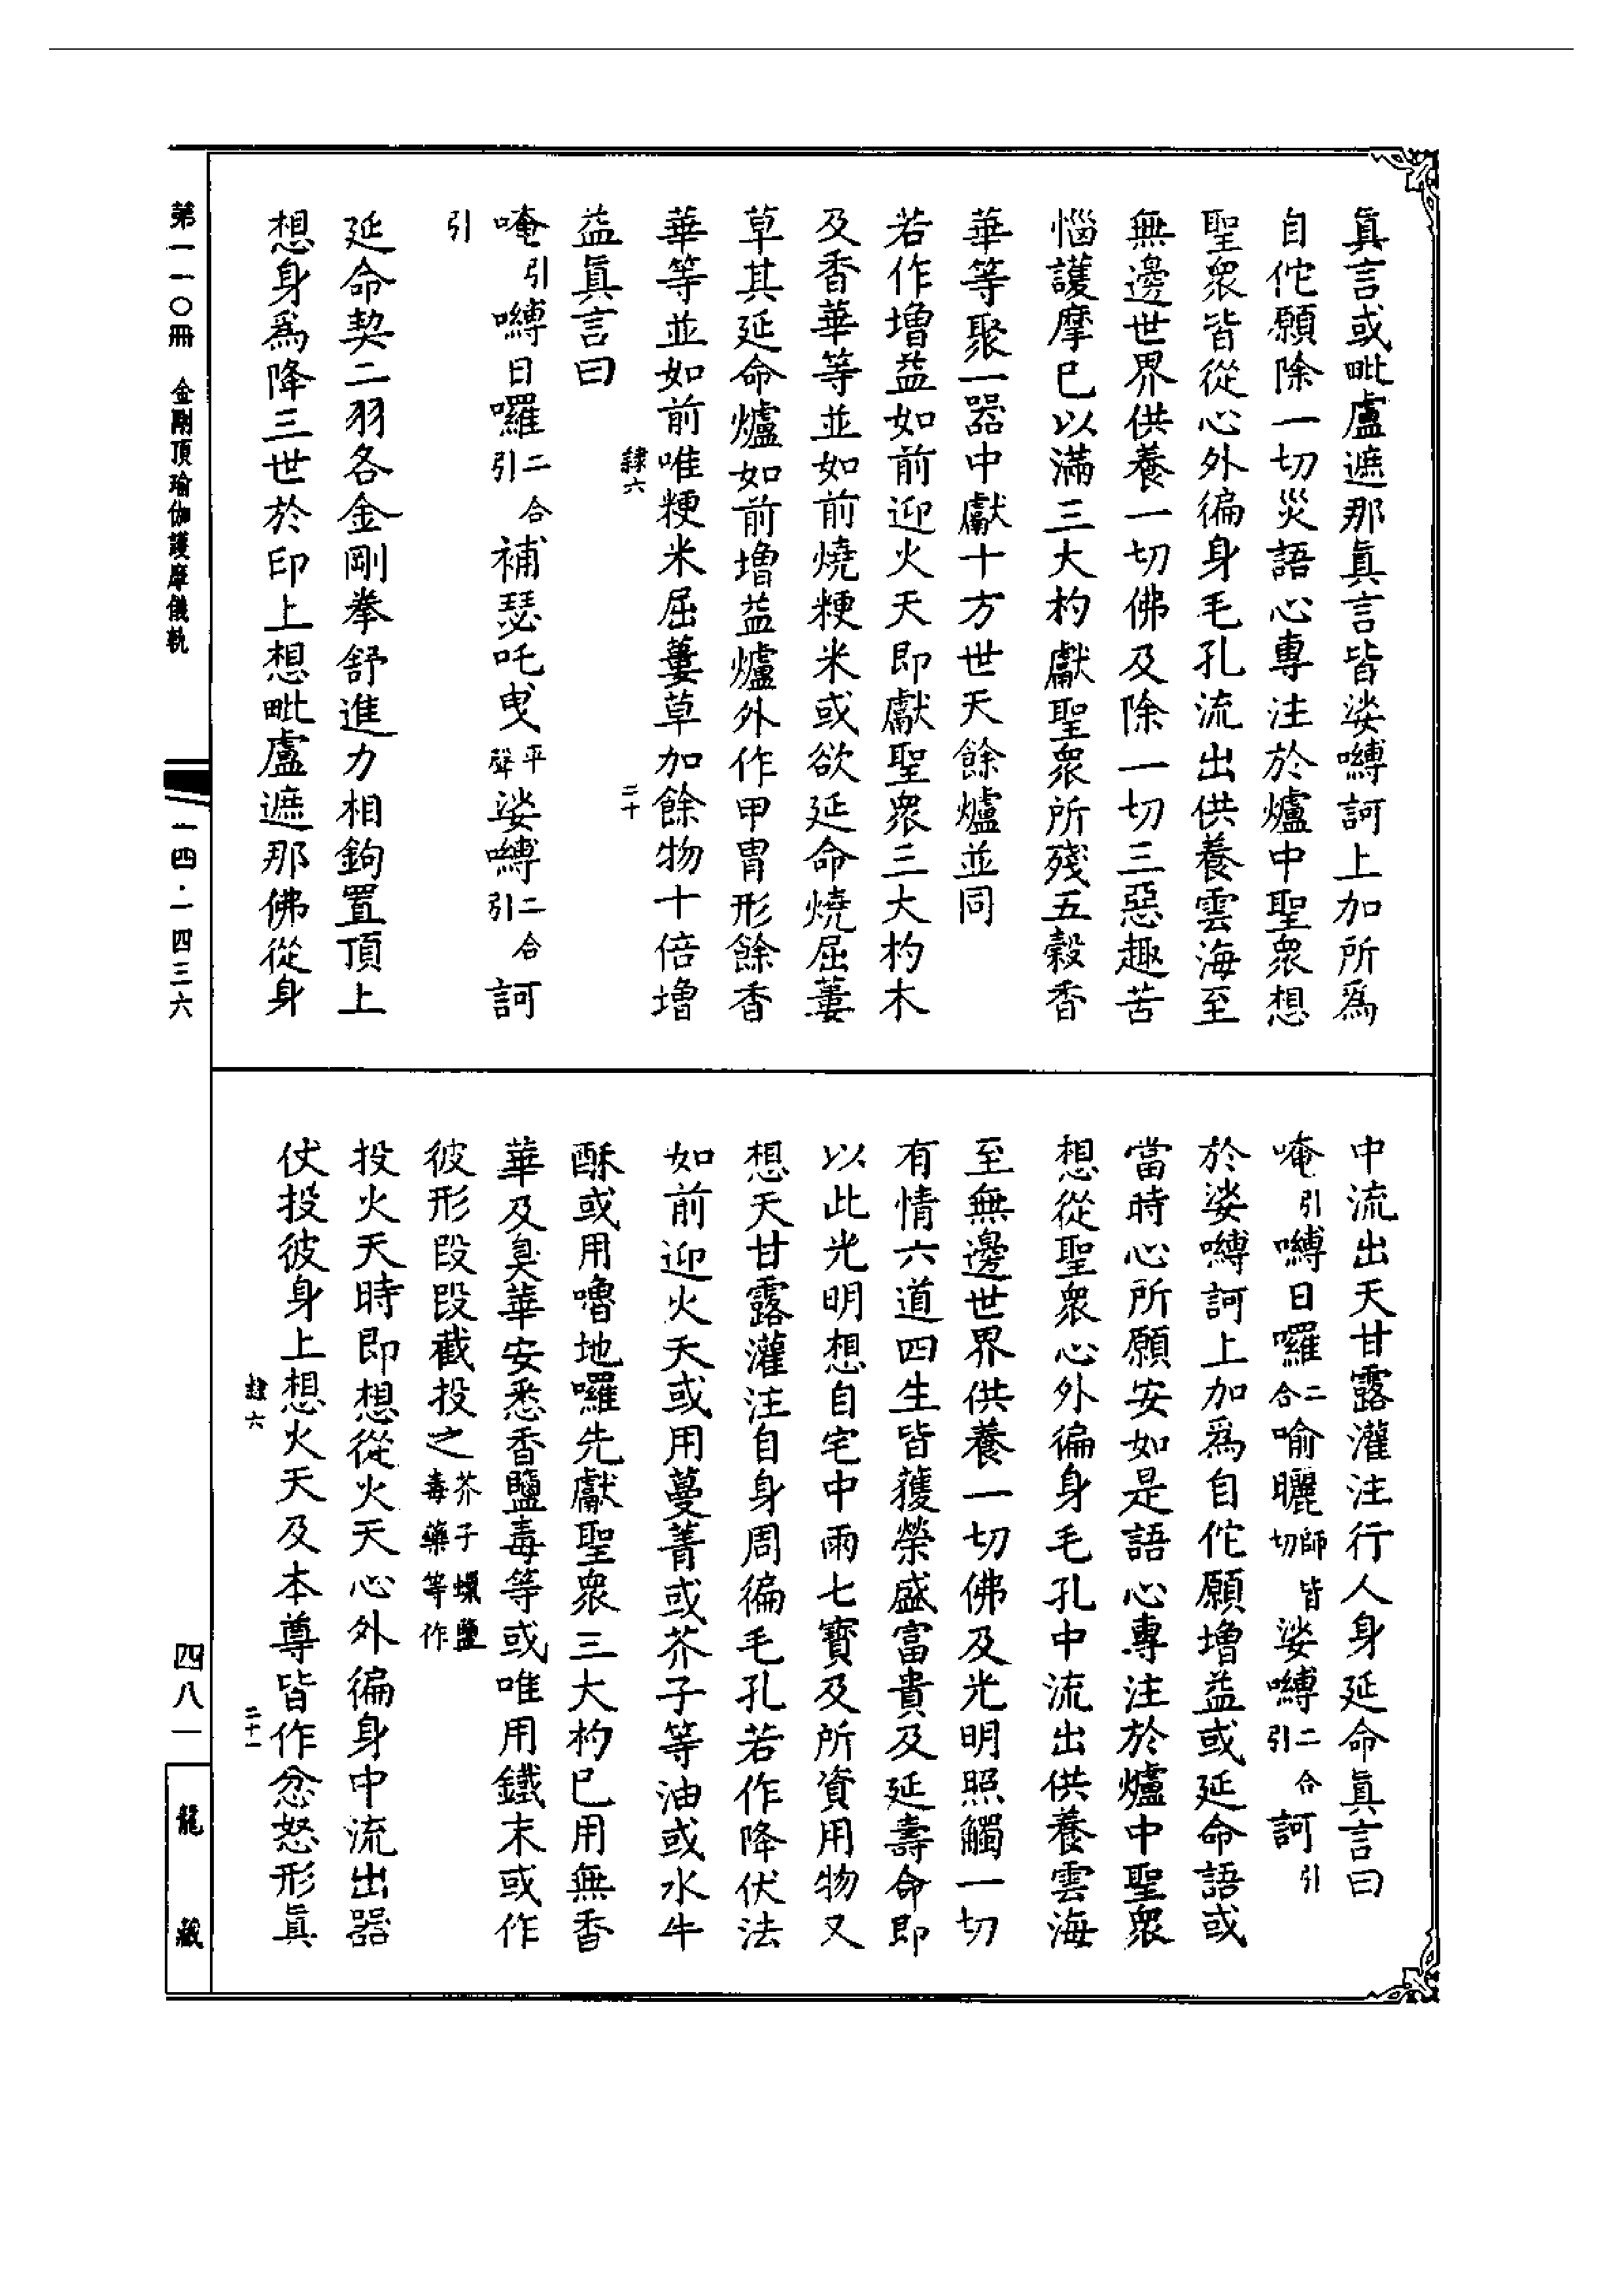 眞言或毗盧遮那眞言皆娑嚩訶上加所爲
自佗願除一切災語心專注於爐中聖衆想
聖衆皆從心外徧身毛孔流出供養雲海至
無邊世界供養一切佛及除一切三惡趣苦
惱護摩巳以滿三大杓獻聖衆所殘五穀香
華等聚一器中獻十方世天餘爐並同
若作增益如前迎火天即獻聖衆三大杓木
及香華等並如前燒粳米或欲延命燒屈蔞
草其延命爐如前增益爐外作甲冑形餘香
華等並如前唯粳米屈蔞草加餘物十倍增
隸六 二十
益眞言曰
唵引嚩日囉二合引補瑟吒曳平聲娑嚩二合引訶
引
延命契二羽各金剛拳舒進力相鉤置頂上
想身爲降三世於印上想毗盧遮那佛從身
中流出天甘露灌注行人身延命眞言曰
唵引嚩日囉二合喻曬師皆切娑嚩二合引訶引
於娑嚩訶上加爲自佗願增益或延命語或
當時心所願安如是語心專注於爐中聖衆
想從聖衆心外徧身毛孔中流出供養雲海
至無邊世界供養一切佛及光明照觸一切
有情六道四生皆獲榮盛富貴及延壽命即
以此光明想自宅中雨七寶及所資用物又
想天甘露灌注自身周徧毛孔若作降伏法
如前迎火天或用蔓菁或芥子等油或水牛
酥或用嚕地囉先獻聖衆三大杓巳用無香
華及臭華安悉香鹽毒等或唯用鐵末或作
彼形段段截投之芥子蠟鹽毒藥等作
投火天時即想從火天心外徧身中流出器
仗投彼身上想火天及本尊皆作忿怒形眞
隸六 二十一
第一一〇冊 金剛頂瑜伽護摩儀軌
一四·一四三六
四八一
龍藏